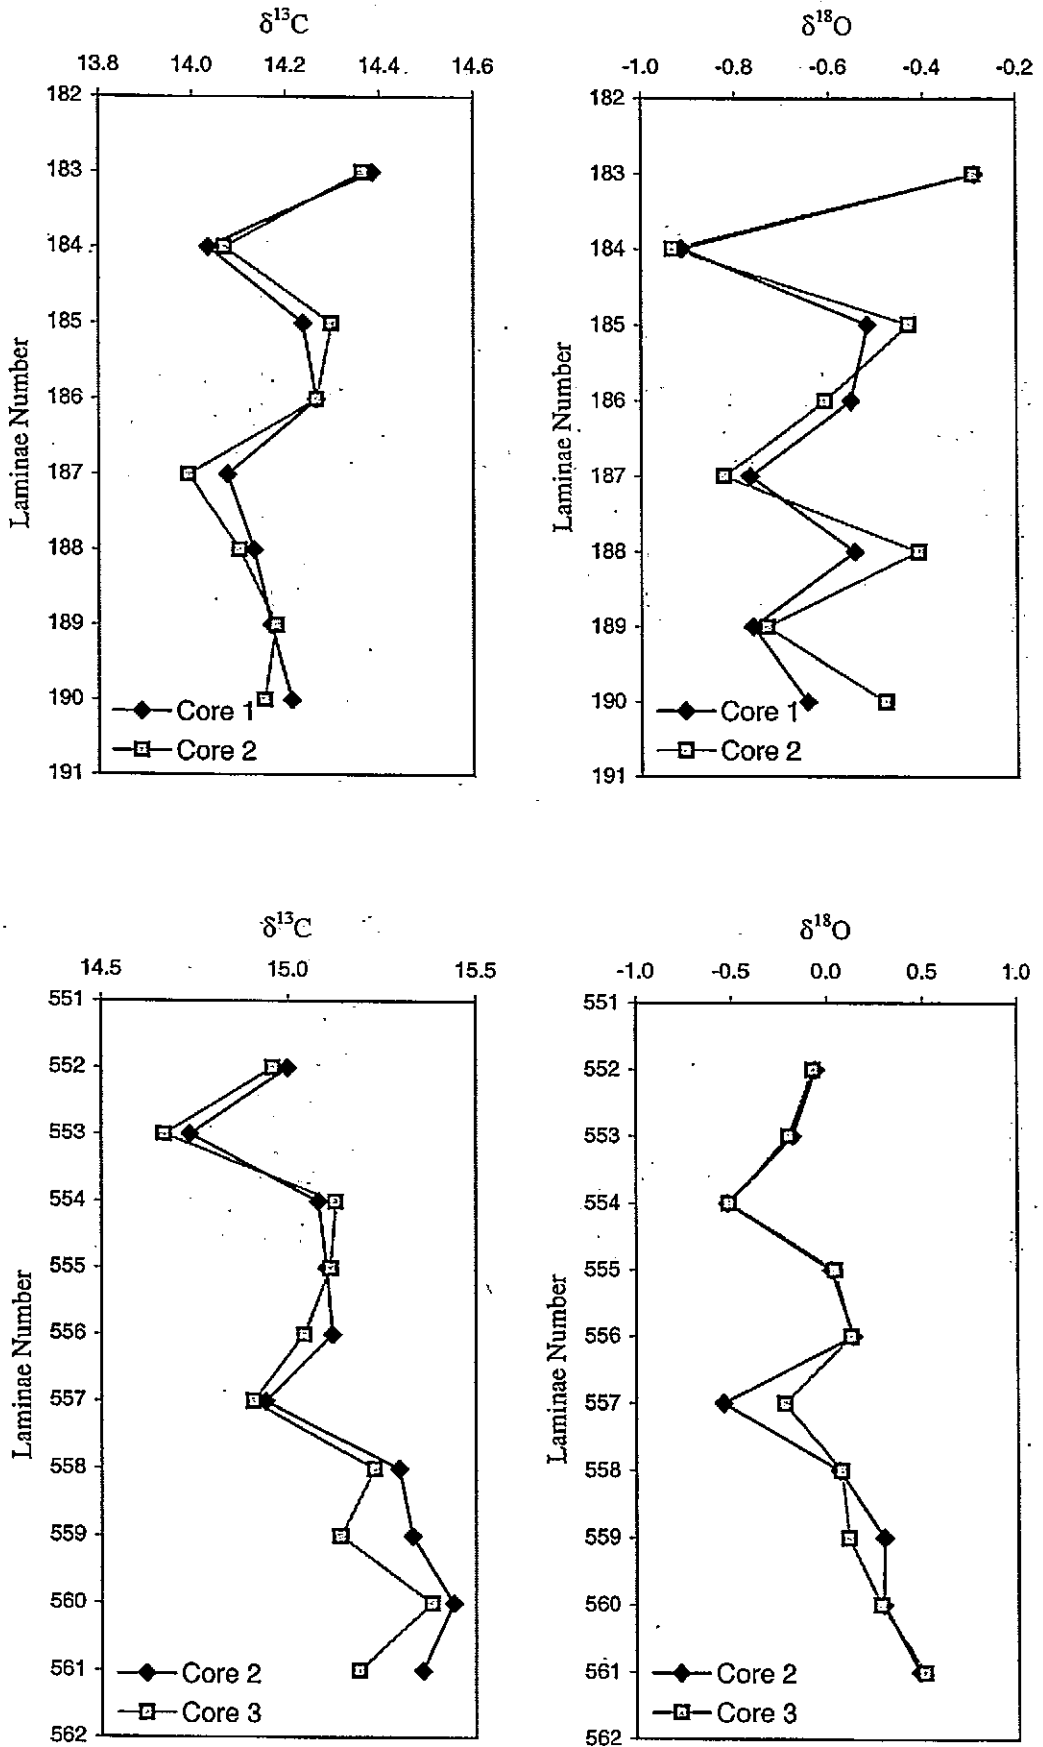 δ13C
13.8 14.0 14.2 14.4 14.6
182
183
184
185
186
187
188
189
190
191
Laminae Number
Core 1
Core 2
δ18O
-1.0 -0.8 -0.6 -0.4 -0.2
182
183
184
185
186
187
188
189
190
191
Laminae Number
Core 1
Core 2
δ13C
14.5 15.0 15.5
551
552
553
554
555
556
557
558
559
560
561
562
Laminae Number
Core 2
Core 3
δ18O
-1.0 -0.5 0.0 0.5 1.0
551
552
553
554
555
556
557
558
559
560
561
562
Laminae Number
Core 2
Core 3